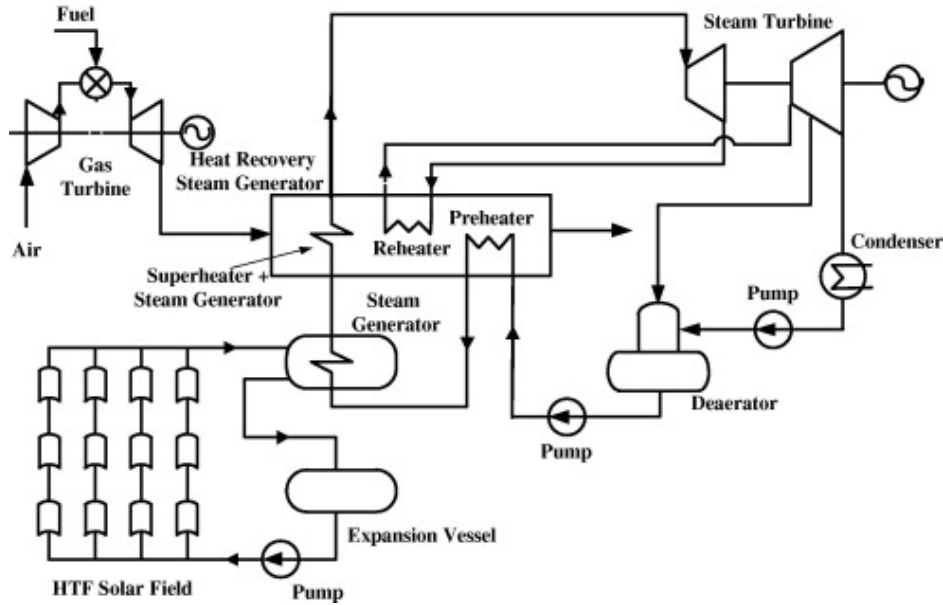 Fuel
Steam Turbine
Gas
Turbine
Heat Recovery
Steam Generator
Air
Preheater
Reheater
Superheater +
Steam Generator
Condenser
Pump
Steam
Generator
Deaerator
Pump
Expansion Vessel
HTF Solar Field
Pump